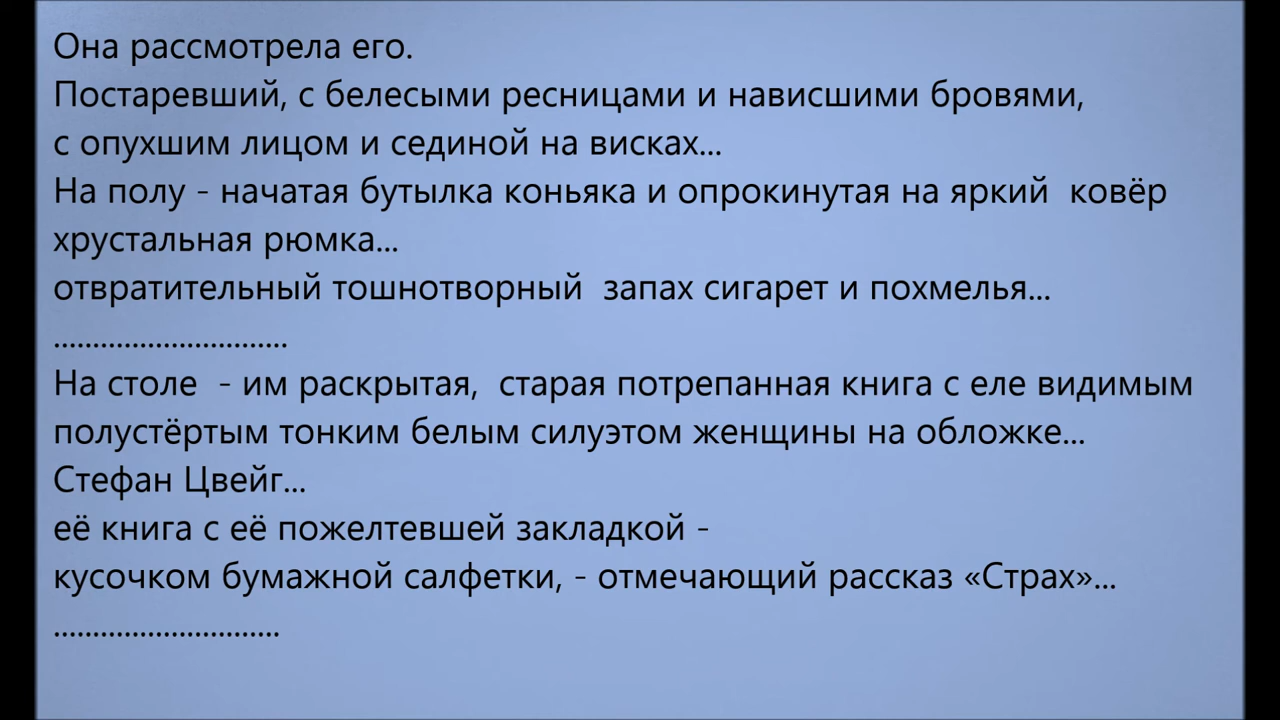 Она рассмотрела его.
Постаревший, с белесыми ресницами и нависшими бровями,
с опухшим лицом и сединой на висках...
На полу - начатая бутылка коньяка и опрокинутая на яркий  ковёр
хрустальная рюмка...
отвратительный тошнотворный  запах сигарет и похмелья...
..............................
На столе  - им раскрытая,  старая потрепанная книга с еле видимым
полустёртым тонким белым силуэтом женщины на обложке...
Стефан Цвейг...
её книга с её пожелтевшей закладкой -
кусочком бумажной салфетки, - отмечающий рассказ «Страх»...
.............................